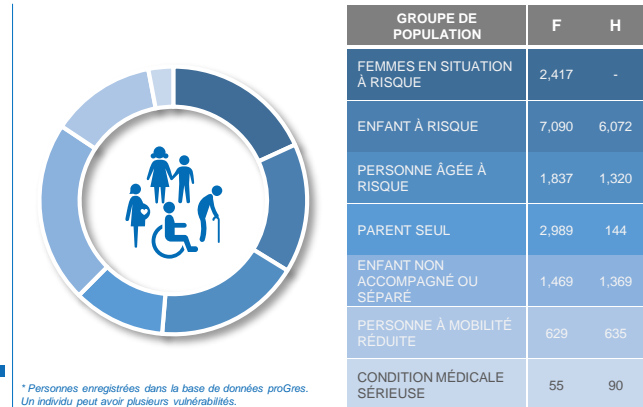 GROUPE DE
POPULATION
F
H
FEMMES EN SITUATION
À RISQUE
2,417
-
ENFANT À RISQUE
7,090
6,072
PERSONNE ÂGÉE À
RISQUE
1,837
1,320
PARENT SEUL
2,989
144
ENFANT NON
ACCOMPAGNÉ OU
SÉPARÉ
1,469
1,369
PERSONNE À MOBILITÉ
RÉDUITE
629
635
CONDITION MÉDICALE
SÉRIEUSE
55
90
* Personnes enregistrées dans la base de données proGres.
Un individu peut avoir plusieurs vulnérabilités.